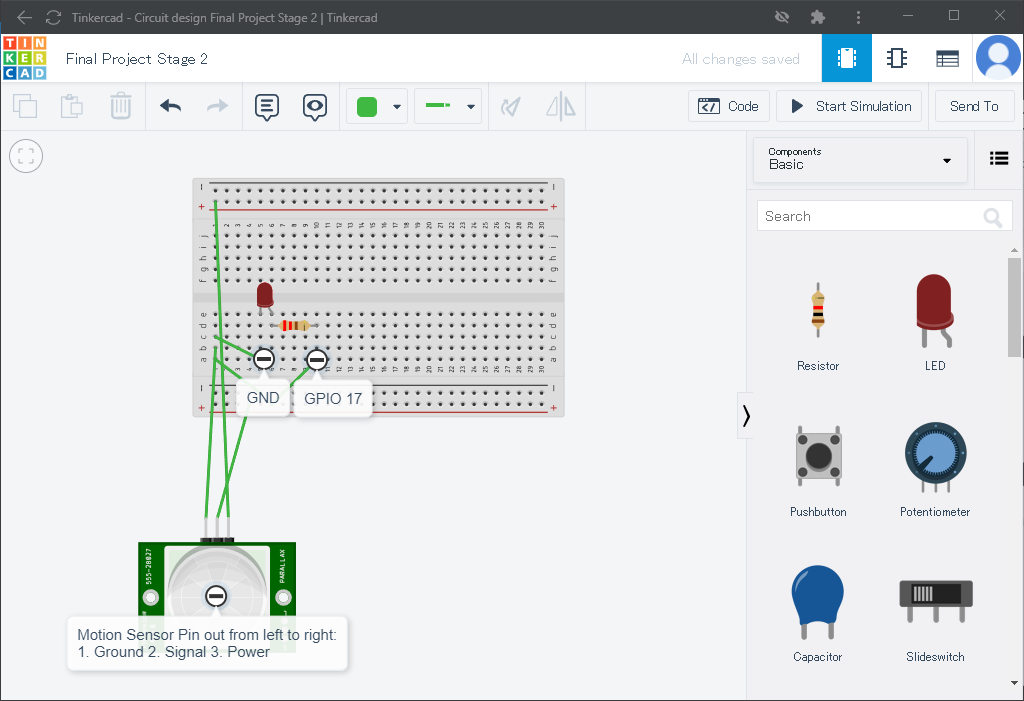 Tinkercad - Circuit design Final Project Stage 2 | Tinkercad
TIN
KER
CAD
Final Project Stage 2
All changes saved
Code
Start Simulation
Send To
Components
Basic
Search
Resistor
LED
Pushbutton
Potentiometer
Capacitor
Slideswitch
GND
GPIO 17
555-28027
PARALLAX
Motion Sensor Pin out from left to right:
1. Ground 2. Signal 3. Power